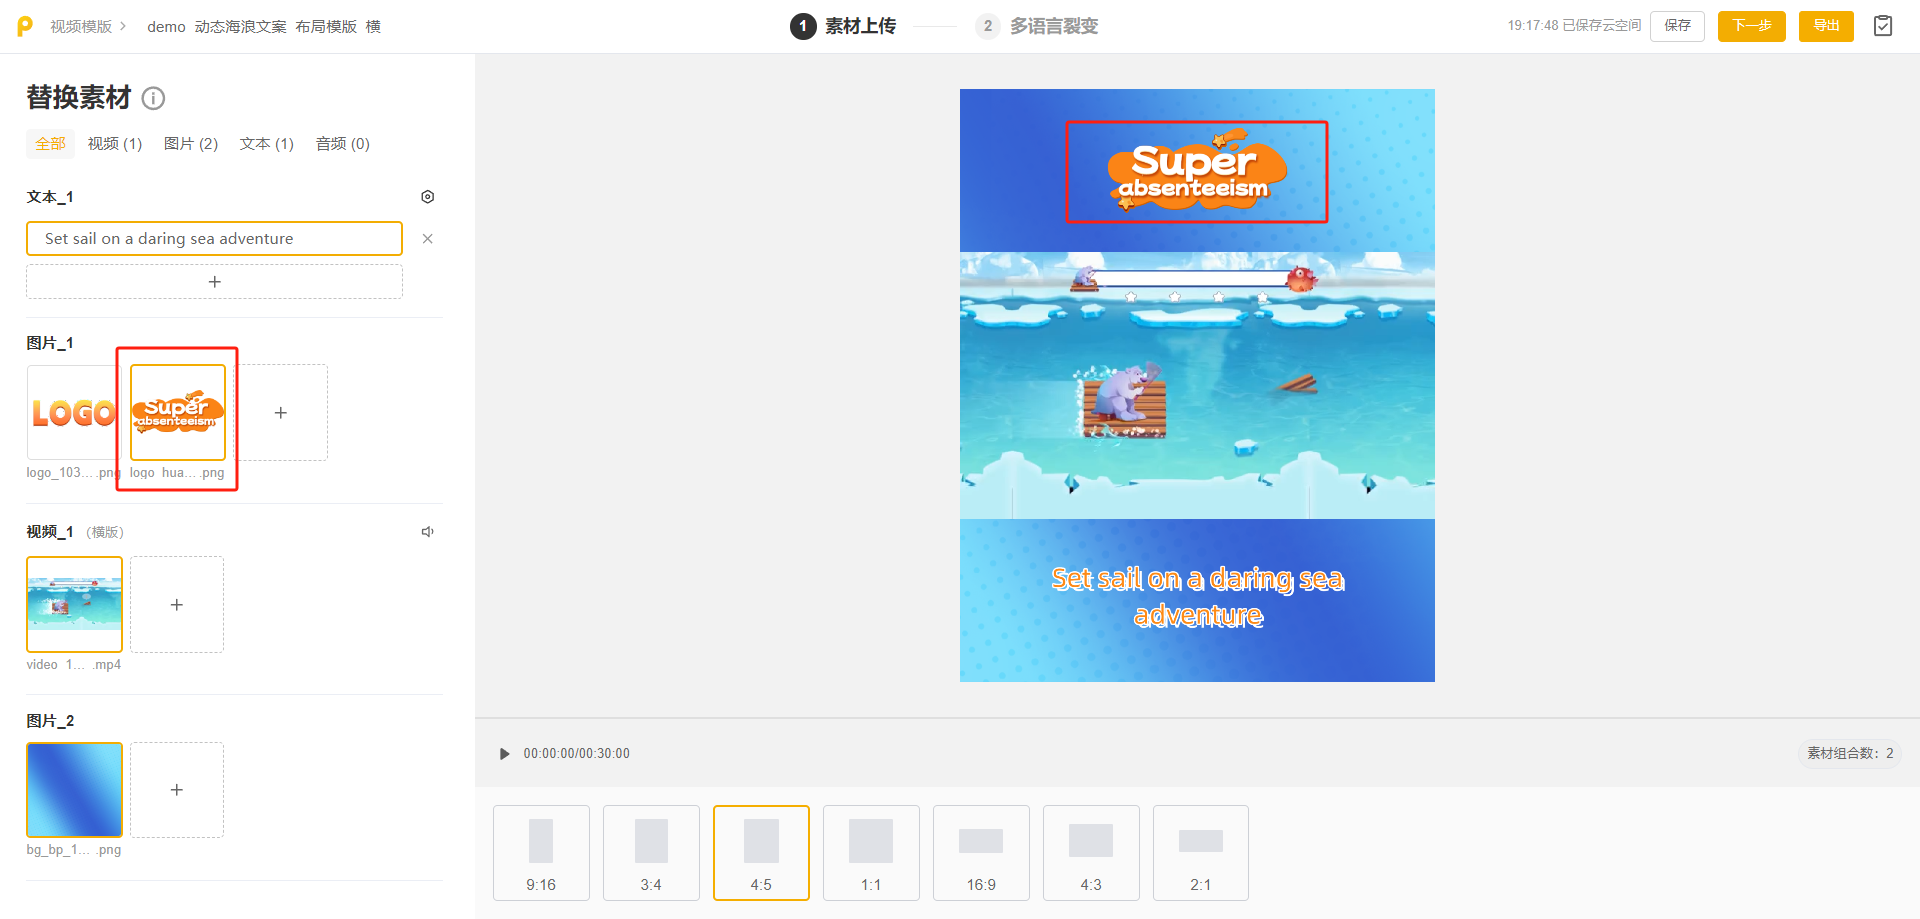 视频模版
demo 动态海浪文案 布局模版 横
1 素材上传
2 多语言裂变
19:17:48 已保存云空间
保存
下一步
导出
替换素材
全部 视频 (1) 图片 (2) 文本 (1) 音频 (0)
文本_1
Set sail on a daring sea adventure
图片_1
LOGO
Super
absenteeism
logo_103... .png
logo hua... .png
视频_1 (横版)
video 1... .mp4
图片_2
bg_bp_1... .png
Super
absenteeism
Set sail on a daring sea
adventure
00:00:00/00:30:00
素材组合数：2
9:16
3:4
4:5
1:1
16:9
4:3
2:1